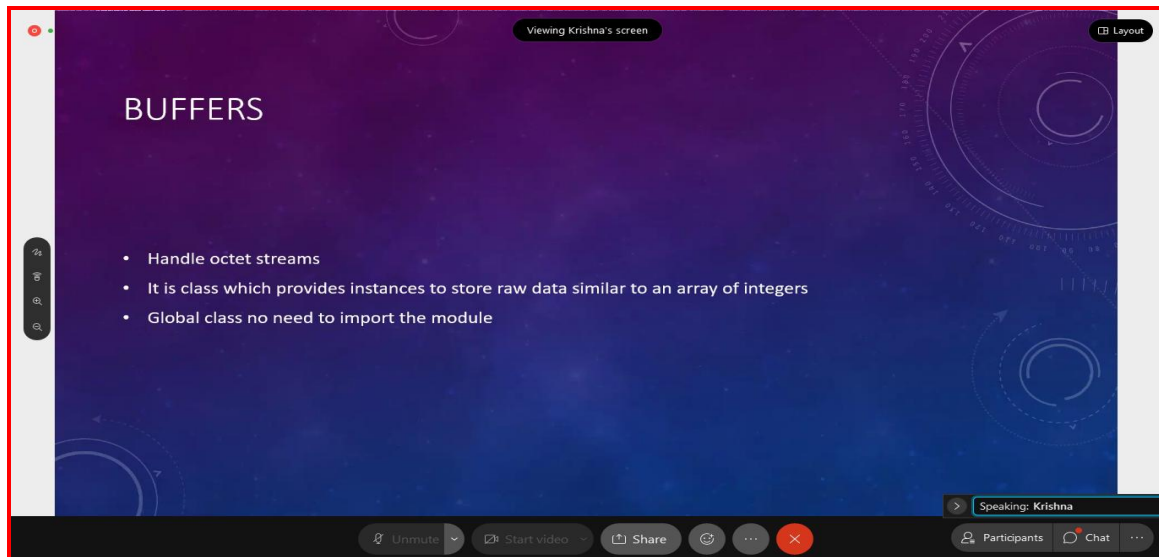 Viewing Krishna's screen
Layout
BUFFERS
• Handle octet streams
• It is class which provides instances to store raw data similar to an array of integers
• Global class no need to import the module
Speaking: Krishna
Unmute
Start video
Share
Participants
Chat